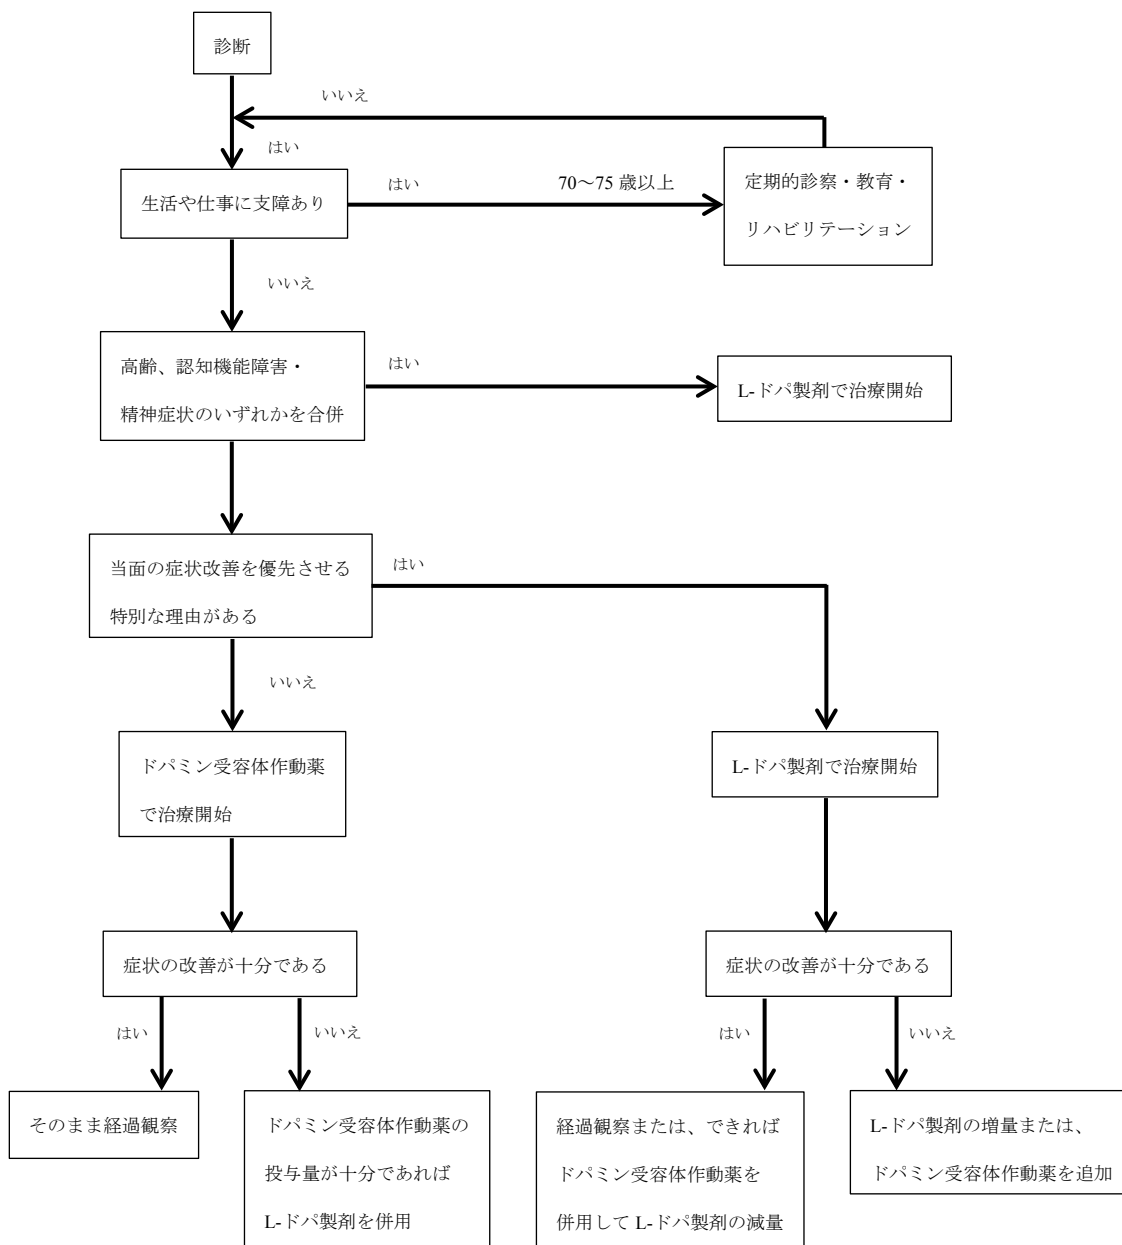 診断
いいえ
はい
生活や仕事に支障あり
はい
70〜75 歳以上
定期的診察・教育・
リハビリテーション
いいえ
高齢、認知機能障害・
精神症状のいずれかを合併
はい
L-ドパ製剤で治療開始
当面の症状改善を優先させる
特別な理由がある
はい
いいえ
ドパミン受容体作動薬
で治療開始
L-ドパ製剤で治療開始
症状の改善が十分である
症状の改善が十分である
はい
いいえ
はい
いいえ
そのまま経過観察
ドパミン受容体作動薬の
投与量が十分であれば
L-ドパ製剤を併用
経過観察または、できれば
ドパミン受容体作動薬を
併用して L-ドパ製剤の減量
L-ドパ製剤の増量または、
ドパミン受容体作動薬を追加